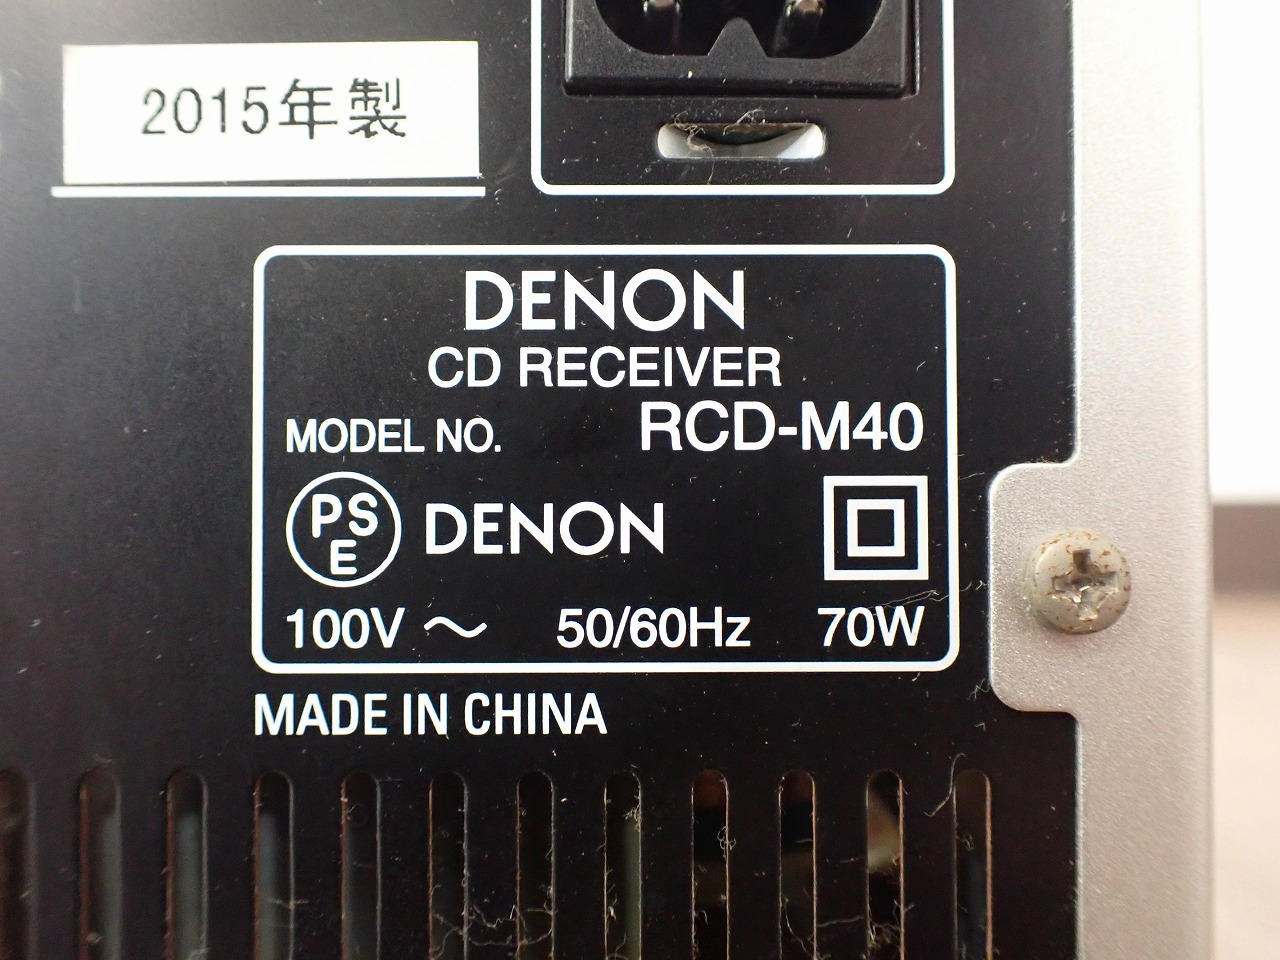 2015年製
DENON
CD RECEIVER
MODEL NO. RCD-M40
PSE DENON
100V ～ 50/60Hz 70W
MADE IN CHINA